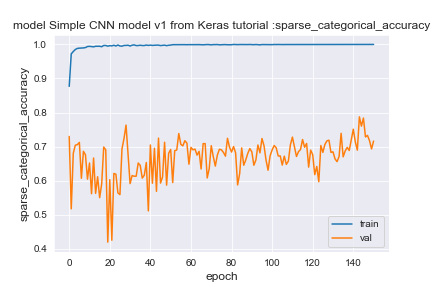 model Simple CNN model v1 from Keras tutorial :sparse_categorical_accuracy
1.0
0.9
0.8
0.7
0.6
0.5
0.4
sparse_categorical_accuracy
0 20 40 60 80 100 120 140
epoch
train
val